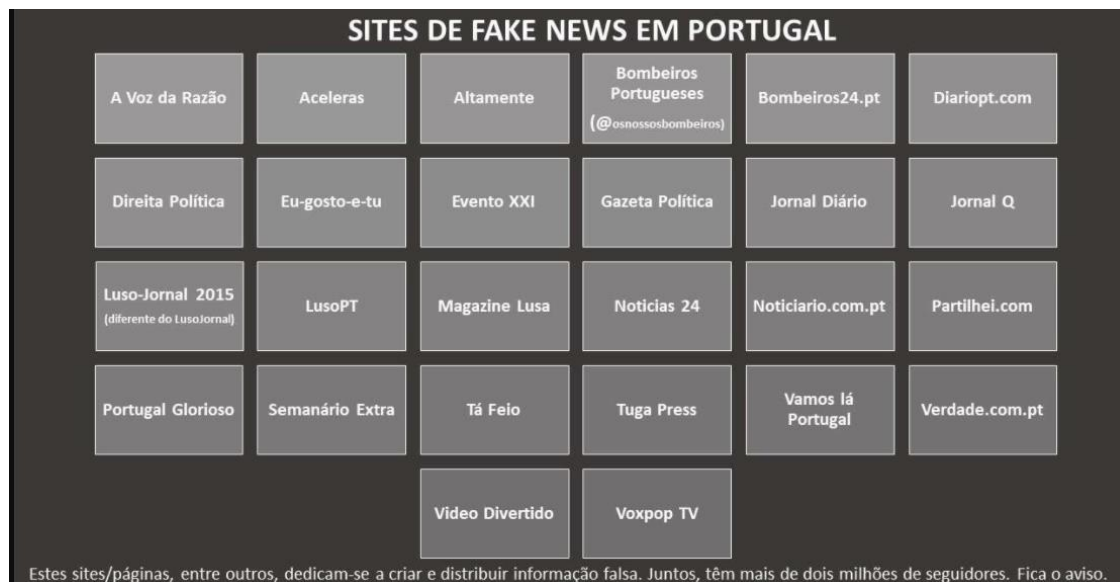 SITES DE FAKE NEWS EM PORTUGAL
A Voz da Razão
Aceleras
Altamente
Bombeiros
Portugueses
(@osnossosbombeiros)
Bombeiros24.pt
Diariopt.com
Direita Política
Eu-gosto-e-tu
Evento XXI
Gazeta Política
Jornal Diário
Jornal Q
Luso-Jornal 2015
(diferente do LusoJornal)
LusoPT
Magazine Lusa
Noticias 24
Noticiario.com.pt
Partilhei.com
Portugal Glorioso
Semanário Extra
Tá Feio
Tuga Press
Vamos lá
Portugal
Verdade.com.pt
Video Divertido
Voxpop TV
Estes sites/páginas, entre outros, dedicam-se a criar e distribuir informação falsa. Juntos, têm mais de dois milhões de seguidores. Fica o aviso.